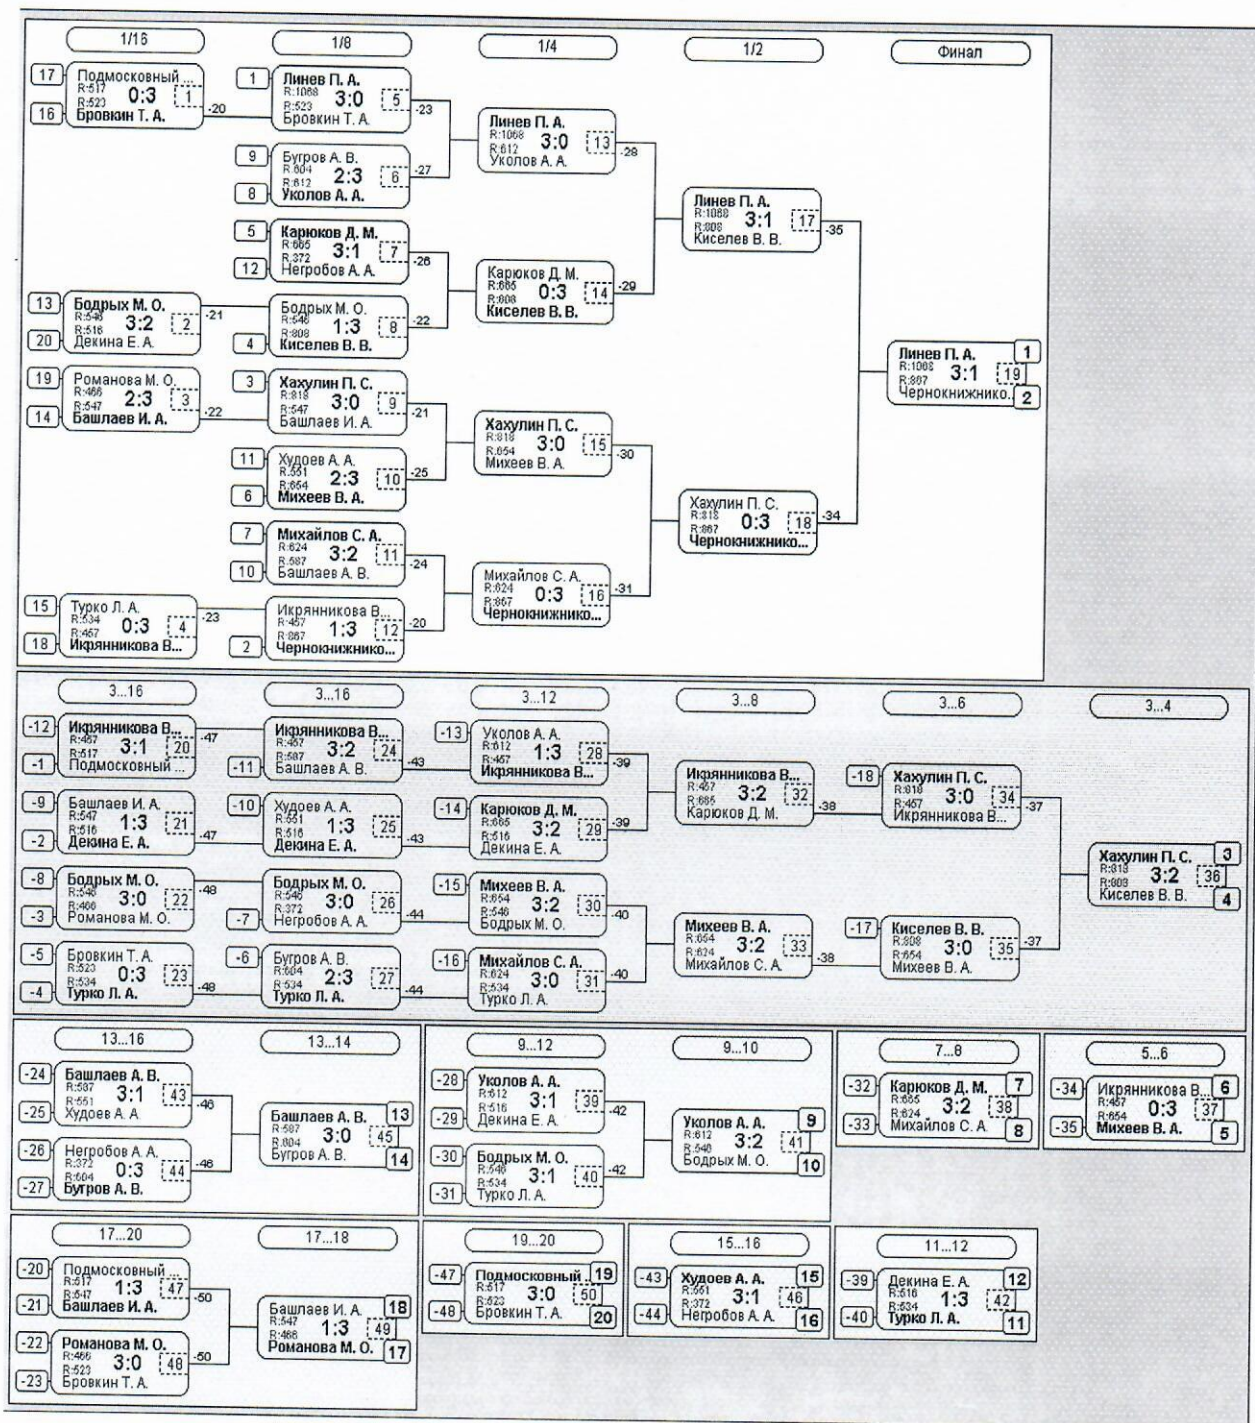 1/16
1/8
1/4
1/2
Финал
17
Подмосковный ...
R:517
0:3
1
R:523
16
Бровкин Т. А.
-20
1
Линев П. А.
R:1068
3:0
5
R:523
Бровкин Т. А.
-23
9
Бугров А. В.
R:604
2:3
6
R:612
8
Уколов А. А.
-27
5
Карюков Д. М.
R:665
3:1
7
R:372
12
Негробов А. А.
-26
13
Бодрых М. О.
R:546
3:2
2
R:516
20
Декина Е. А.
-21
Бодрых М. О.
R:546
1:3
8
R:808
4
Киселев В. В.
-22
19
Романова М. О.
R:466
2:3
3
R:547
14
Башлаев И. А.
-22
3
Хахулин П. С.
R:818
3:0
9
R:547
Башлаев И. А.
-21
11
Худоев А. А.
R:551
2:3
10
R:654
6
Михеев В. А.
-25
7
Михайлов С. А.
R:624
3:2
11
R:587
10
Башлаев А. В.
-24
15
Турко Л. А.
R:534
0:3
4
R:457
18
Икрянникова В...
-23
Икрянникова В...
R:457
1:3
12
R:867
2
Чернокнижнико...
-20
Линев П. А.
R:1068
3:0
13
R:612
Уколов А. А.
-28
Карюков Д. М.
R:665
0:3
14
R:808
Киселев В. В.
-29
Хахулин П. С.
R:818
3:0
15
R:654
Михеев В. А.
-30
Михайлов С. А.
R:624
0:3
16
R:867
Чернокнижнико...
-31
Линев П. А.
R:1068
3:1
17
R:808
Киселев В. В.
-35
Хахулин П. С.
R:818
0:3
18
R:867
Чернокнижнико...
-34
Линев П. А.
1
R:1068
3:1
19
R:867
Чернокнижнико...
2
3...16
3...16
3...12
3...8
3...6
3...4
-12
Икрянникова В...
R:457
3:1
20
R:517
-1
Подмосковный ...
-47
-9
Башлаев И. А.
R:547
1:3
21
R:516
-2
Декина Е. А.
-47
-8
Бодрых М. О.
R:546
3:0
22
R:466
-3
Романова М. О.
-48
-5
Бровкин Т. А.
R:523
0:3
23
R:534
-4
Турко Л. А.
-48
Икрянникова В...
R:457
3:2
24
R:587
-11
Башлаев А. В.
-43
-10
Худоев А. А.
R:551
1:3
25
R:516
Декина Е. А.
-43
Бодрых М. О.
R:546
3:0
26
R:372
-7
Негробов А. А.
-44
-6
Бугров А. В.
R:604
2:3
27
R:534
Турко Л. А.
-44
-13
Уколов А. А.
R:612
1:3
28
R:457
Икрянникова В...
-39
-14
Карюков Д. М.
R:665
3:2
29
R:516
Декина Е. А.
-39
-15
Михеев В. А.
R:654
3:2
30
R:546
Бодрых М. О.
-40
-16
Михайлов С. А.
R:624
3:0
31
R:534
Турко Л. А.
-40
Икрянникова В...
R:457
3:2
32
R:665
Карюков Д. М.
-38
Михеев В. А.
R:654
3:2
33
R:624
Михайлов С. А.
-38
-18
Хахулин П. С.
R:818
3:0
34
R:457
Икрянникова В...
-37
-17
Киселев В. В.
R:808
3:0
35
R:654
Михеев В. А.
-37
Хахулин П. С.
3
R:818
3:2
36
R:808
Киселев В. В.
4
13...16
13...14
-24
Башлаев А. В.
R:587
3:1
43
R:551
-25
Худоев А. А.
-46
-26
Негробов А. А.
R:372
0:3
44
R:604
-27
Бугров А. В.
-46
Башлаев А. В.
13
R:587
3:0
45
R:604
Бугров А. В.
14
9...12
9...10
-28
Уколов А. А.
R:612
3:1
39
R:516
-29
Декина Е. А.
-42
-30
Бодрых М. О.
R:546
3:1
40
R:534
-31
Турко Л. А.
-42
Уколов А. А.
9
R:612
3:2
41
R:546
Бодрых М. О.
10
7...8
-32
Карюков Д. М.
7
R:665
3:2
38
R:624
-33
Михайлов С. А.
8
5...6
-34
Икрянникова В...
6
R:457
0:3
37
R:654
-35
Михеев В. А.
5
17...20
17...18
-20
Подмосковный ...
R:517
1:3
47
R:547
-21
Башлаев И. А.
-50
-22
Романова М. О.
R:466
3:0
48
R:523
-23
Бровкин Т. А.
-50
Башлаев И. А.
18
R:547
1:3
49
R:466
Романова М. О.
17
19...20
-47
Подмосковный ...
19
R:517
3:0
50
R:523
-48
Бровкин Т. А.
20
15...16
-43
Худоев А. А.
15
R:551
3:1
46
R:372
-44
Негробов А. А.
16
11...12
-39
Декина Е. А.
12
R:516
1:3
42
R:534
-40
Турко Л. А.
11